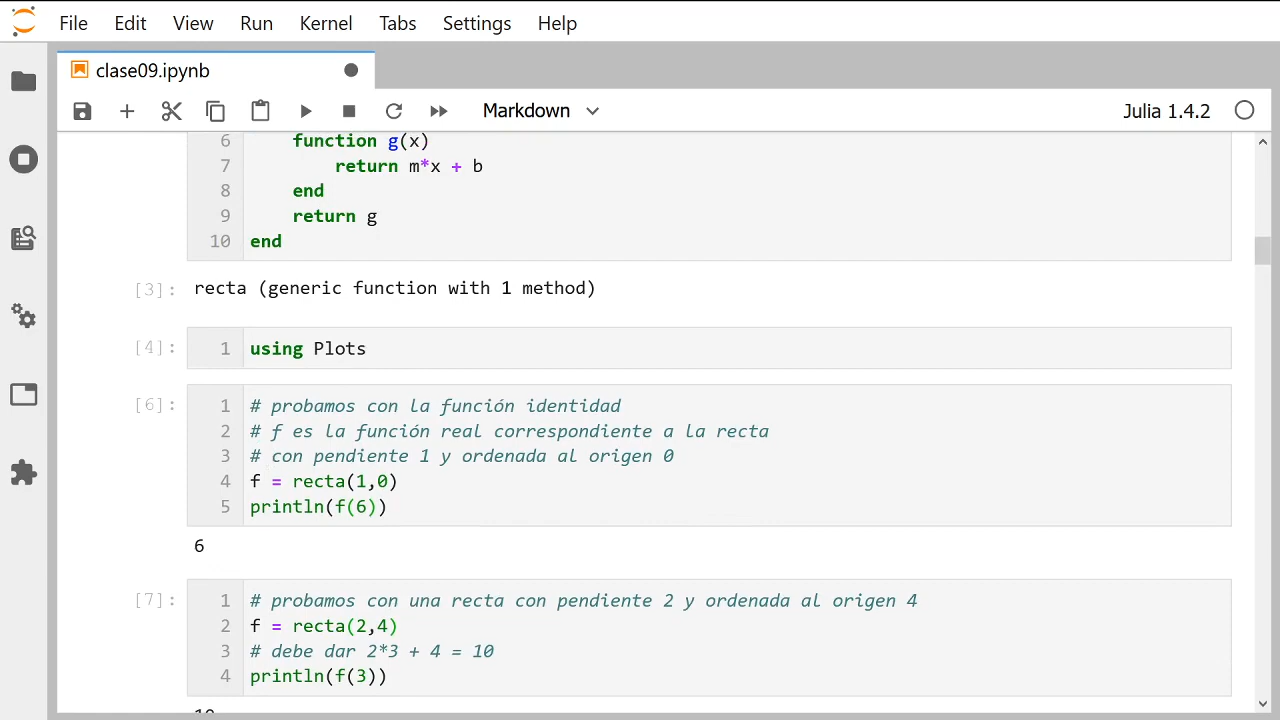 File Edit View Run Kernel Tabs Settings Help
clase09.ipynb
Markdown
Julia 1.4.2
6 function g(x)
7 return m*x + b
8 end
9 return g
10 end
[3]: recta (generic function with 1 method)
[4]: 1 using Plots
[6]: 1 # probamos con la función identidad
2 # f es la función real correspondiente a la recta
3 # con pendiente 1 y ordenada al origen 0
4 f = recta(1,0)
5 println(f(6))
6
[7]: 1 # probamos con una recta con pendiente 2 y ordenada al origen 4
2 f = recta(2,4)
3 # debe dar 2*3 + 4 = 10
4 println(f(3))